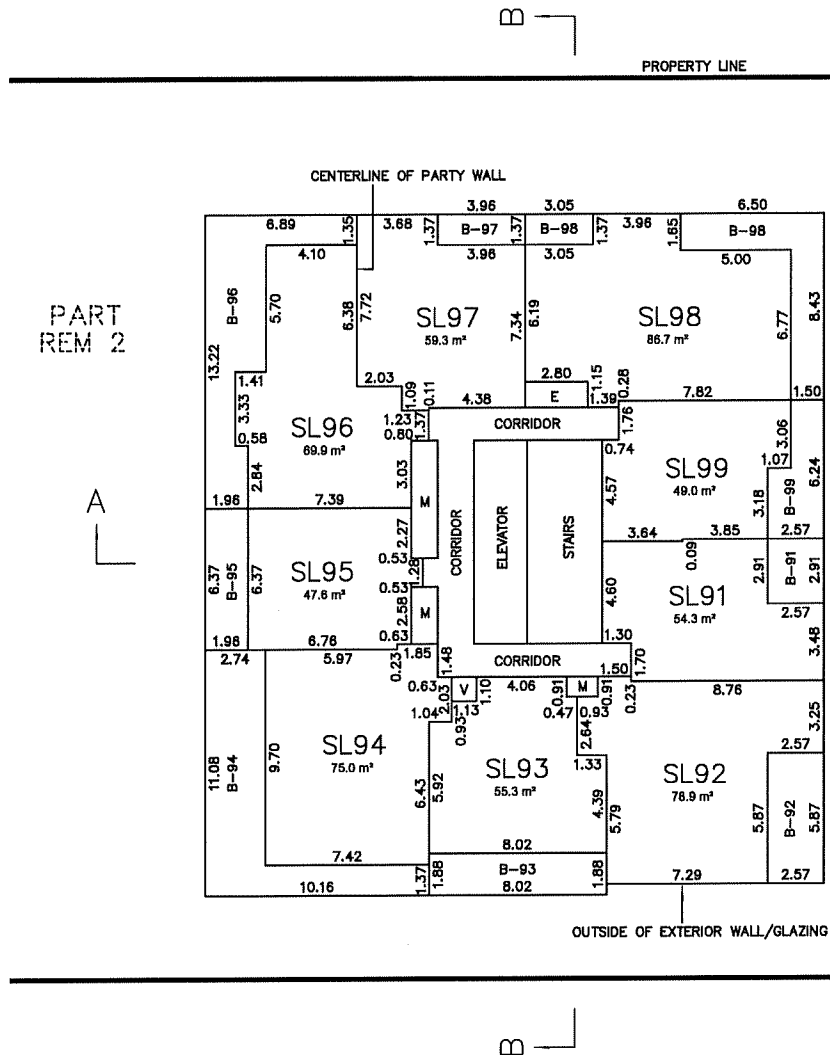 B
PROPERTY LINE
CENTERLINE OF PARTY WALL
6.89
1.35
3.68
3.96
3.05
3.96
6.50
1.37
B-97
1.37
B-98
1.37
1.65
B-98
4.10
3.96
3.05
5.00
PART
REM 2
B-96
5.70
6.38
7.72
SL97
59.3 m²
7.34
6.19
SL98
86.7 m²
6.77
8.43
13.22
1.41
2.03
2.80
1.15
0.28
E
1.09
0.11
4.38
1.39
7.82
1.50
3.33
0.58
SL96
69.9 m²
1.23
0.80
1.37
CORRIDOR
1.76
0.74
3.06
1.07
6.24
2.84
3.03
SL99
49.0 m²
4.57
3.18
B-99
A
1.96
7.39
M
CORRIDOR
ELEVATOR
STAIRS
2.27
3.64
3.85
2.57
0.09
6.37
B-95
6.37
SL95
47.6 m²
0.53
1.28
0.53
2.58
M
4.60
SL91
54.3 m²
2.91
B-91
2.91
2.57
3.48
1.98
6.76
0.63
1.85
1.30
2.74
5.97
0.23
1.48
CORRIDOR
1.70
1.50
0.63
V
1.10
4.06
0.91
M
0.91
0.23
8.76
2.03
1.13
0.47
0.93
1.04
0.93
2.64
3.25
11.08
B-94
9.70
SL94
75.0 m²
6.43
5.92
SL93
55.3 m²
1.33
4.39
5.79
SL92
76.9 m²
2.57
5.87
B-92
5.87
7.42
8.02
1.37
1.88
B-93
1.88
10.16
8.02
7.29
2.57
OUTSIDE OF EXTERIOR WALL/GLAZING
B